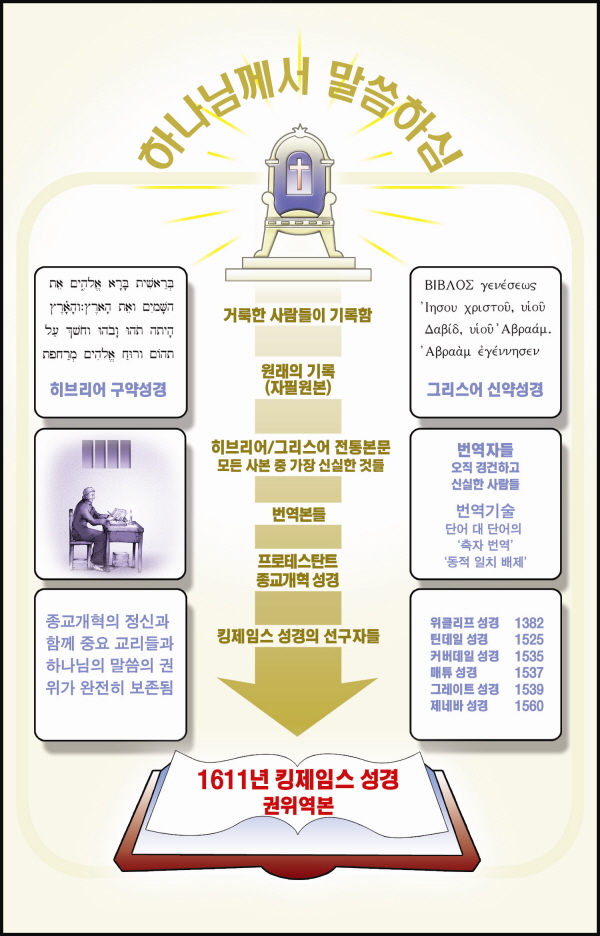 하나님께서 말씀하심
בְּרֵאשִׁית בָּרָא אֱלֹהִים אֵת
הַשָּׁמַיִם וְאֵת הָאָרֶץ׃וְהָאָרֶץ
הָיְתָה תֹהוּ וָבֹהוּ וְחֹשֶׁךְ עַל
תהוֹם וְרוּחַ אֱלֹהִים מְרַחֶפֶת
히브리어 구약성경
거룩한 사람들이 기록함
원래의 기록
(자필원본)
히브리어/그리스어 전통본문
모든 사본 중 가장 신실한 것들
번역본들
프로테스탄트
종교개혁 성경
킹제임스 성경의 선구자들
ΒΙΒΛΟΣ γενέσεως
Ἰησου χριστοῦ, υἱοῦ
Δαβίδ, υἱοῦ Ἀβραάμ.
Ἀβραὰμ ἐγέννησεν
그리스어 신약성경
번역자들
오직 경건하고
신실한 사람들
번역기술
단어 대 단어의
‘축자 번역’
‘동적 일치 배제’
종교개혁의 정신과
함께 중요 교리들과
하나님의 말씀의 권
위가 완전히 보존됨
위클리프 성경 1382
틴데일 성경 1525
커버데일 성경 1535
매튜 성경 1537
그레이트 성경 1539
제네바 성경 1560
1611년 킹제임스 성경
권위역본